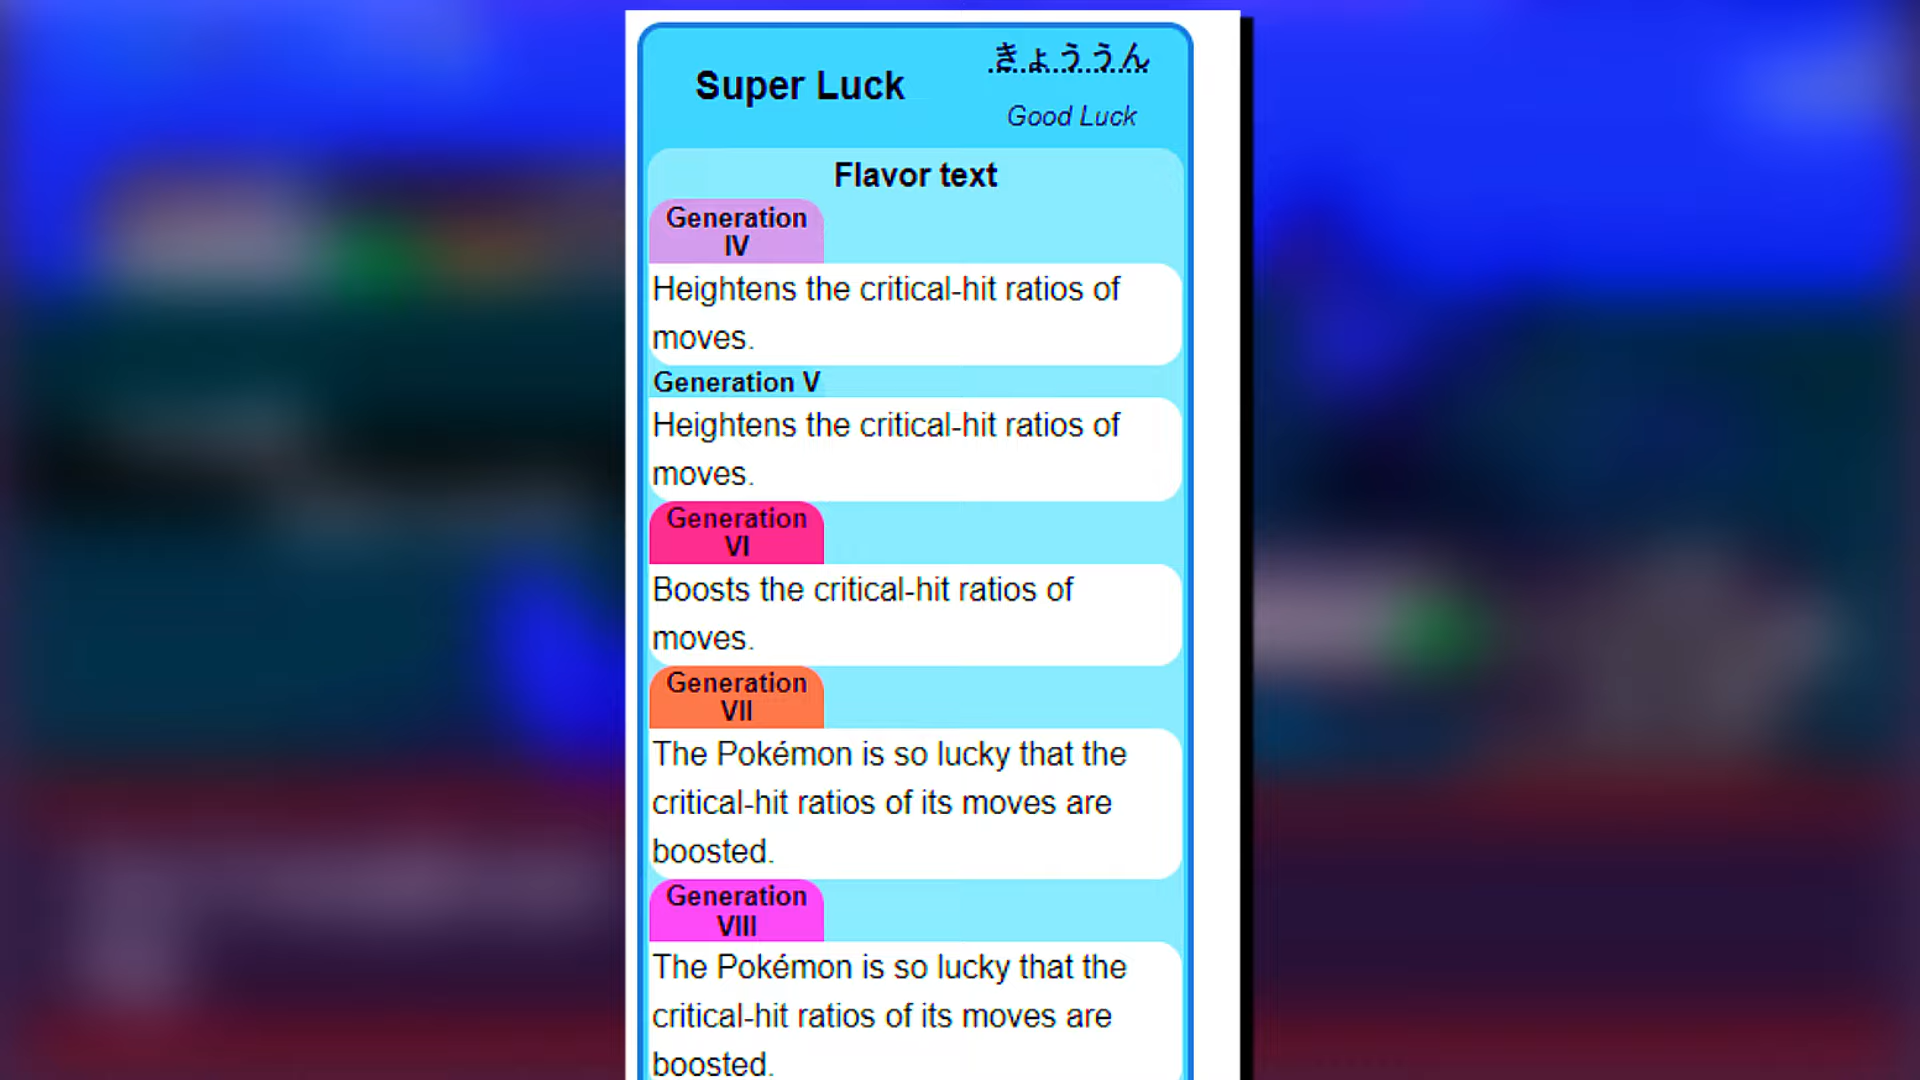 Super Luck
きょううん
Good Luck
Flavor text
Generation
IV
Heightens the critical-hit ratios of
moves.
Generation V
Heightens the critical-hit ratios of
moves.
Generation
VI
Boosts the critical-hit ratios of
moves.
Generation
VII
The Pokémon is so lucky that the
critical-hit ratios of its moves are
boosted.
Generation
VIII
The Pokémon is so lucky that the
critical-hit ratios of its moves are
boosted.